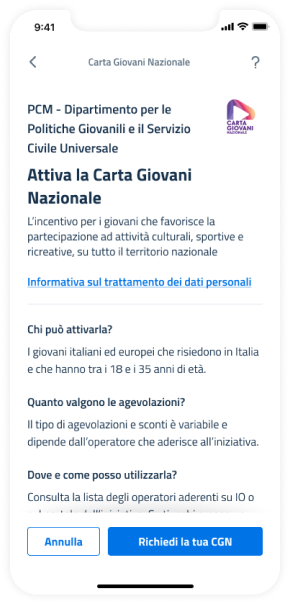 9:41
Carta Giovani Nazionale
?
PCM - Dipartimento per le
Politiche Giovanili e il Servizio
Civile Universale
CARTA
GIOVANI
NAZIONALE
Attiva la Carta Giovani
Nazionale
L'incentivo per i giovani che favorisce la
partecipazione ad attività culturali, sportive e
ricreative, su tutto il territorio nazionale
Informativa sul trattamento dei dati personali
Chi può attivarla?
I giovani italiani ed europei che risiedono in Italia
e che hanno tra i 18 e i 35 anni di età.
Quanto valgono le agevolazioni?
Il tipo di agevolazioni e sconti è variabile e
dipende dall'operatore che aderisce all'iniziativa.
Dove e come posso utilizzarla?
Consulta la lista degli operatori aderenti su IO o
Annulla
Richiedi la tua CGN